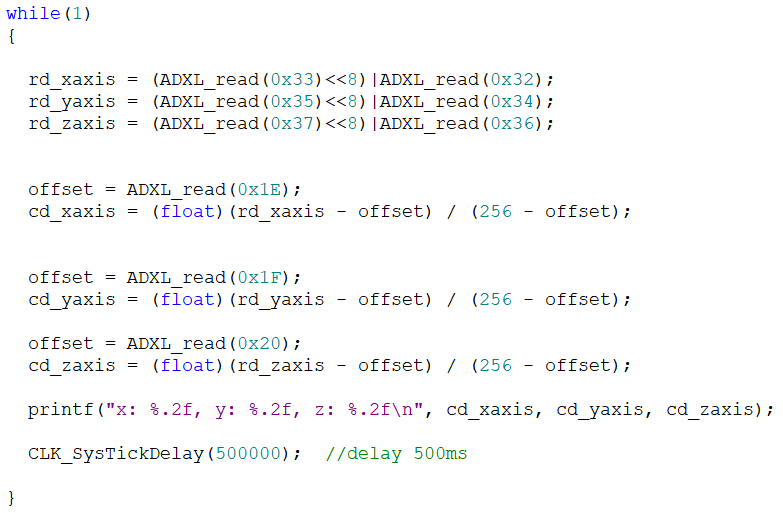 while(1)
{
rd_xaxis = (ADXL_read(0x33)<<8)|ADXL_read(0x32);
rd_yaxis = (ADXL_read(0x35)<<8)|ADXL_read(0x34);
rd_zaxis = (ADXL_read(0x37)<<8)|ADXL_read(0x36);
offset = ADXL_read(0x1E);
cd_xaxis = (float)(rd_xaxis - offset) / (256 - offset);
offset = ADXL_read(0x1F);
cd_yaxis = (float)(rd_yaxis - offset) / (256 - offset);
offset = ADXL_read(0x20);
cd_zaxis = (float)(rd_zaxis - offset) / (256 - offset);
printf("x: %.2f, y: %.2f, z: %.2f\n", cd_xaxis, cd_yaxis, cd_zaxis);
CLK_SysTickDelay(500000);  //delay 500ms
}